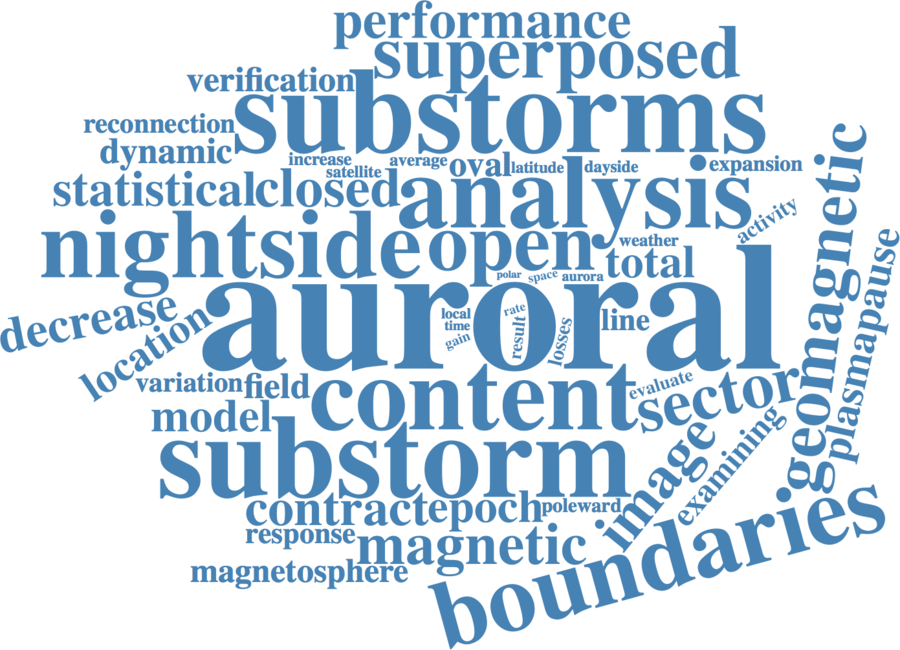 performance
superposed
verification
substorms
reconnection
dynamic
increase
average
oval
latitude
dayside
expansion
satellite
statistical
closed
analysis
geomagnetic
activity
nightside
open
weather
total
plasmapause
polar
space
aurora
auroral
decrease
location
local
time
gain
rate
result
losses
line
variation
field
content
evaluate
sector
model
substorm
image
examining
contract
epoch
poleward
response
magnetic
magnetosphere
boundaries